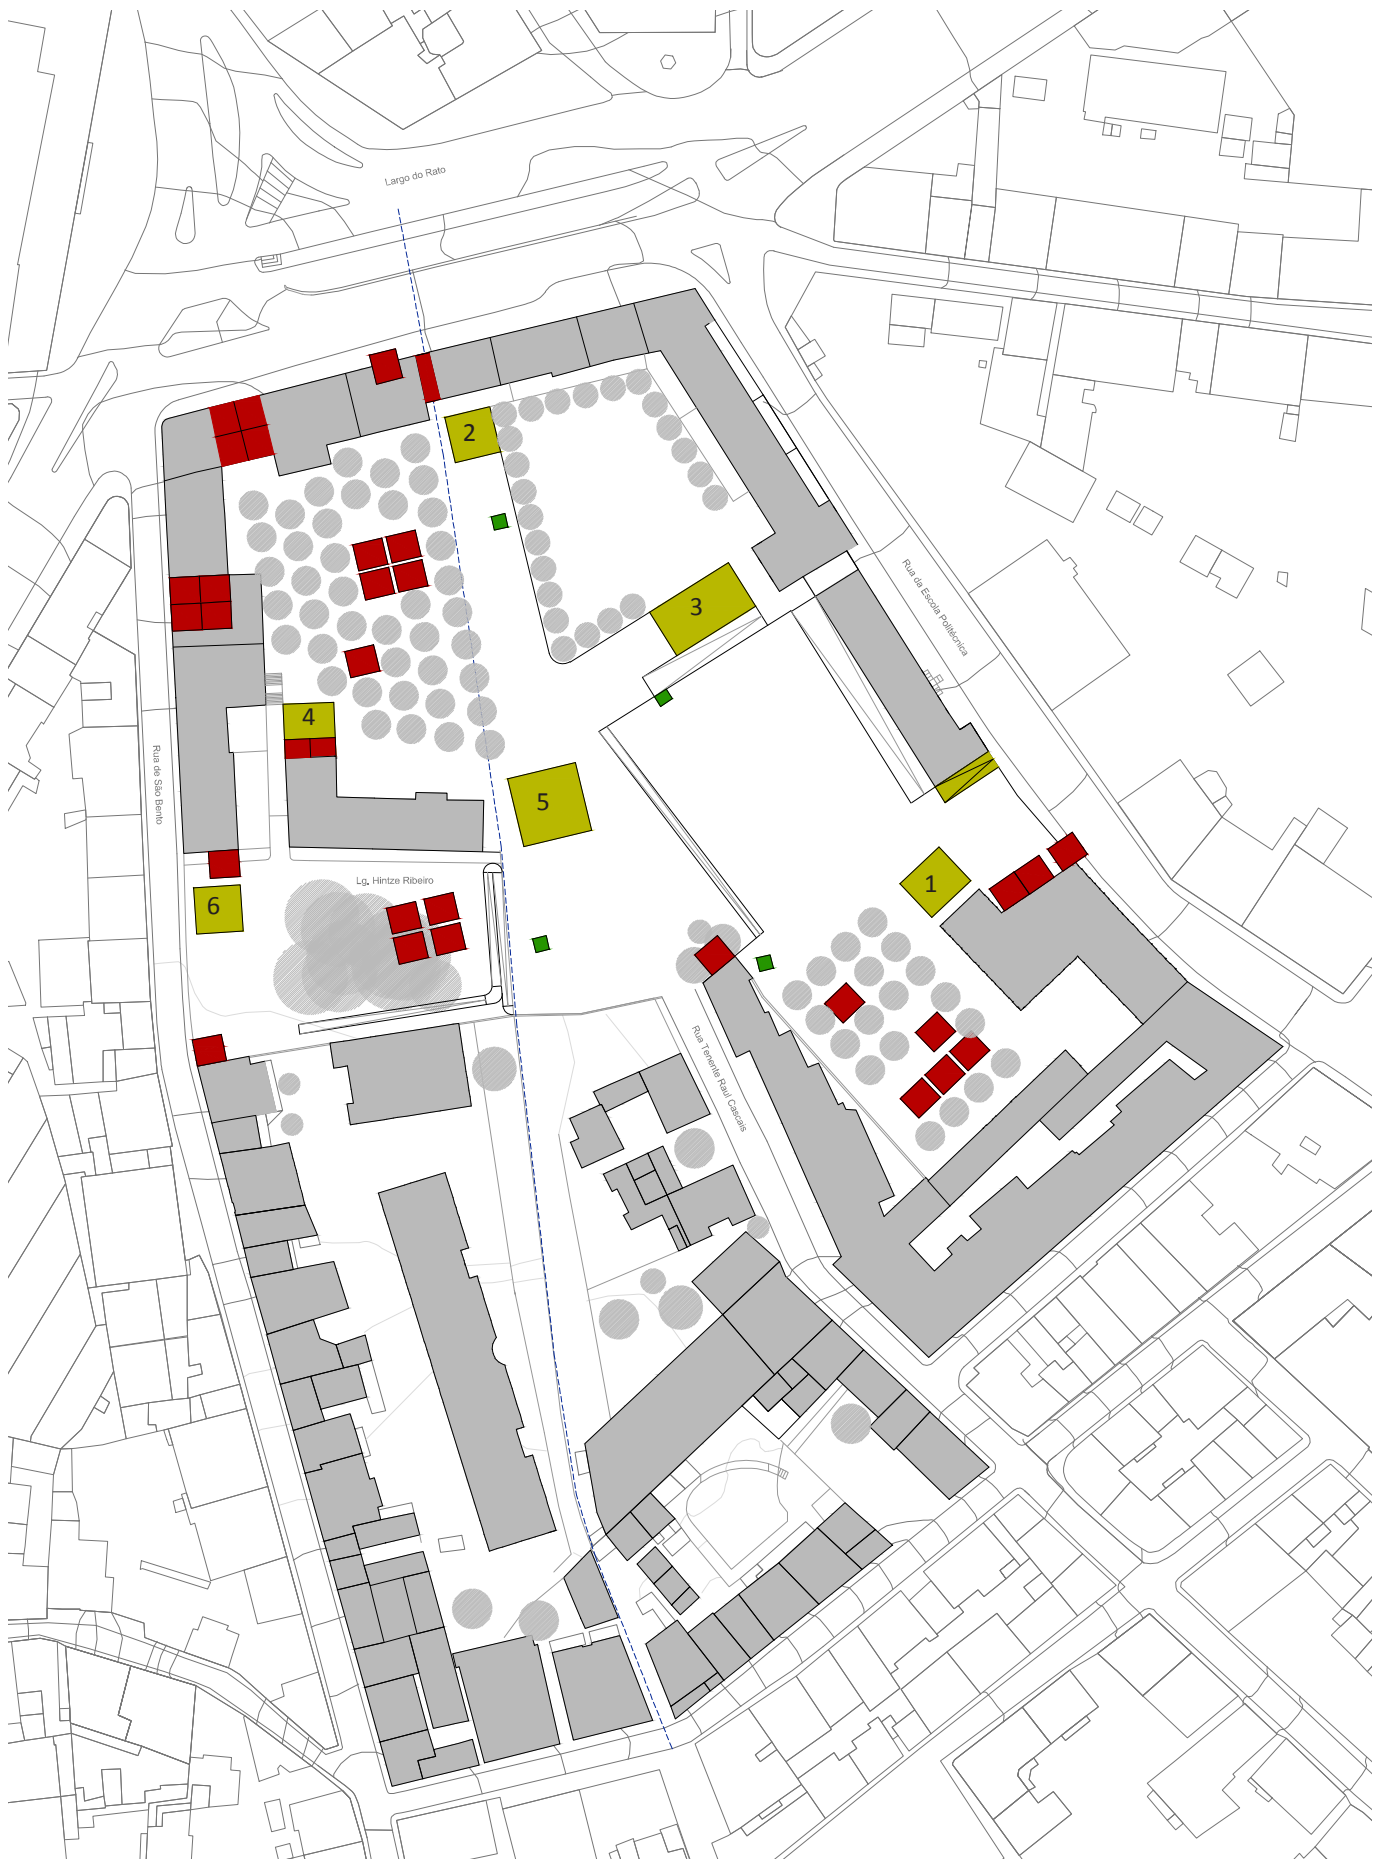 Largo do Rato
2
Rua da Escola Politécnica
3
4
Rua de São Bento
5
Lg. Hintze Ribeiro
1
6
Rua Tenente Raul Cascais